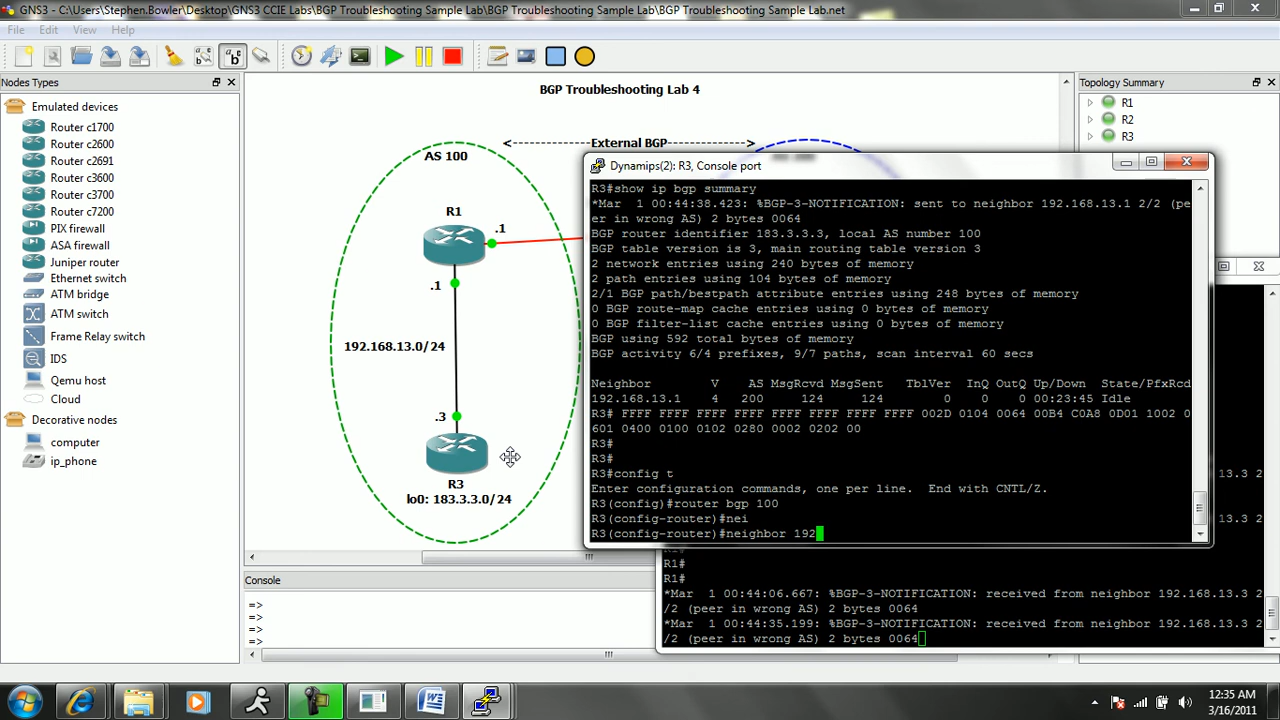 GNS3 - C:\Users\Stephen.Bowler\Desktop\GNS3 CCIE Labs\BGP Troubleshooting Sample Lab\BGP Troubleshooting Sample Lab\BGP Troubleshooting Sample Lab.net
File Edit View Help
Nodes Types
Emulated devices
Router c1700
Router c2600
Router c2691
Router c3600
Router c3700
Router c7200
PIX firewall
ASA firewall
Juniper router
Ethernet switch
ATM bridge
ATM switch
Frame Relay switch
IDS
Qemu host
Cloud
Decorative nodes
computer
ip_phone
BGP Troubleshooting Lab 4
External BGP
AS 100
R1
.1
.1
192.168.13.0/24
.3
R3
lo0: 183.3.3.0/24
Topology Summary
R1
R2
R3
Dynamips(2): R3, Console port
R3#show ip bgp summary
*Mar  1 00:44:38.423: %BGP-3-NOTIFICATION: sent to neighbor 192.168.13.1 2/2 (pe
er in wrong AS) 2 bytes 0064
BGP router identifier 183.3.3.3, local AS number 100
BGP table version is 3, main routing table version 3
2 network entries using 240 bytes of memory
2 path entries using 104 bytes of memory
2/1 BGP path/bestpath attribute entries using 248 bytes of memory
0 BGP route-map cache entries using 0 bytes of memory
0 BGP filter-list cache entries using 0 bytes of memory
BGP using 592 total bytes of memory
BGP activity 6/4 prefixes, 9/7 paths, scan interval 60 secs
Neighbor V AS MsgRcvd MsgSent TblVer InQ OutQ Up/Down State/PfxRcd
192.168.13.1 4 200 124 124 0 0 0 00:23:45 Idle
R3# FFFF FFFF FFFF FFFF FFFF FFFF FFFF FFFF 002D 0104 0064 00B4 C0A8 0D01 1002 0
601 0400 0100 0102 0280 0002 0202 00
R3#
R3#
R3#config t
Enter configuration commands, one per line.  End with CNTL/Z.
R3(config)#router bgp 100
R3(config-router)#nei
R3(config-router)#neighbor 192
13.3 2
13.3 2
R1#
R1#
*Mar  1 00:44:06.667: %BGP-3-NOTIFICATION: received from neighbor 192.168.13.3 2
/2 (peer in wrong AS) 2 bytes 0064
*Mar  1 00:44:35.199: %BGP-3-NOTIFICATION: received from neighbor 192.168.13.3 2
/2 (peer in wrong AS) 2 bytes 0064
Console
=>
=>
=>
=>
12:35 AM
3/16/2011